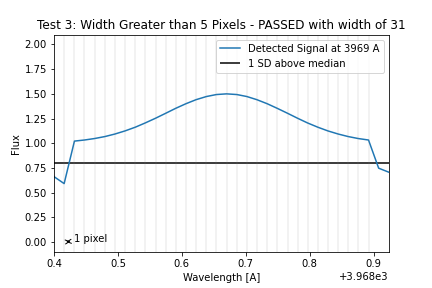 Test 3: Width Greater than 5 Pixels - PASSED with width of 31
2.00
1.75
1.50
1.25
1.00
0.75
0.50
0.25
0.00
Flux
Detected Signal at 3969 A
1 SD above median
1 pixel
0.4 0.5 0.6 0.7 0.8 0.9
Wavelength [A]
+3.968e3